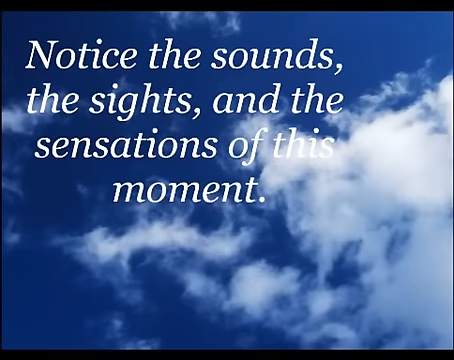 Notice the sounds,
the sights, and the
sensations of this
moment.